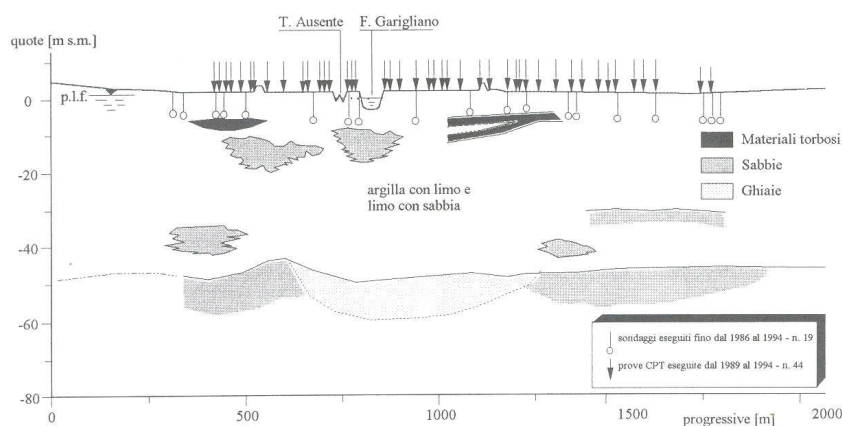 T. Ausente F. Garigliano
quote [m s.m.]
p.l.f.
0
-20
-40
-60
-80
Materiali torbosi
Sabbie
Ghiaie
argilla con limo e
limo con sabbia
sondaggi eseguiti fino dal 1986 al 1994 - n. 19
prove CPT eseguite dal 1989 al 1994 - n. 44
0 500 1000 1500 2000
progressive [m]